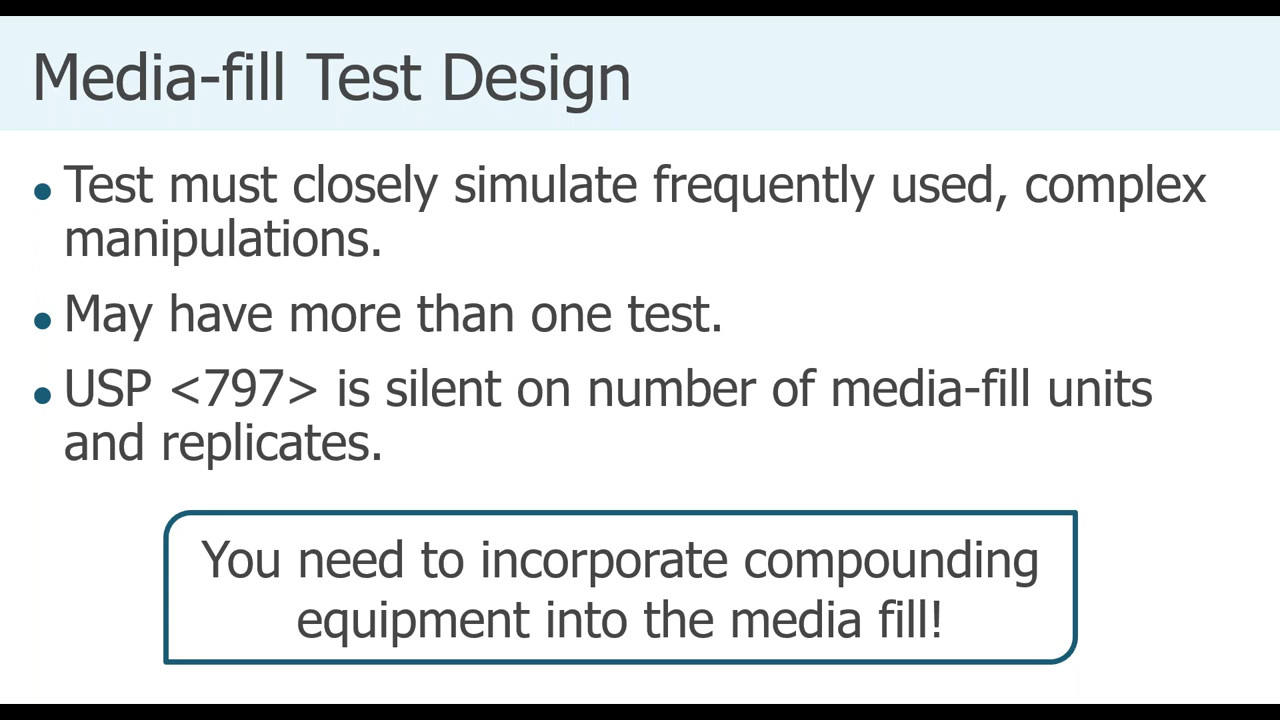 Media-fill Test Design
• Test must closely simulate frequently used, complex
manipulations.
• May have more than one test.
• USP <797> is silent on number of media-fill units
and replicates.
You need to incorporate compounding
equipment into the media fill!